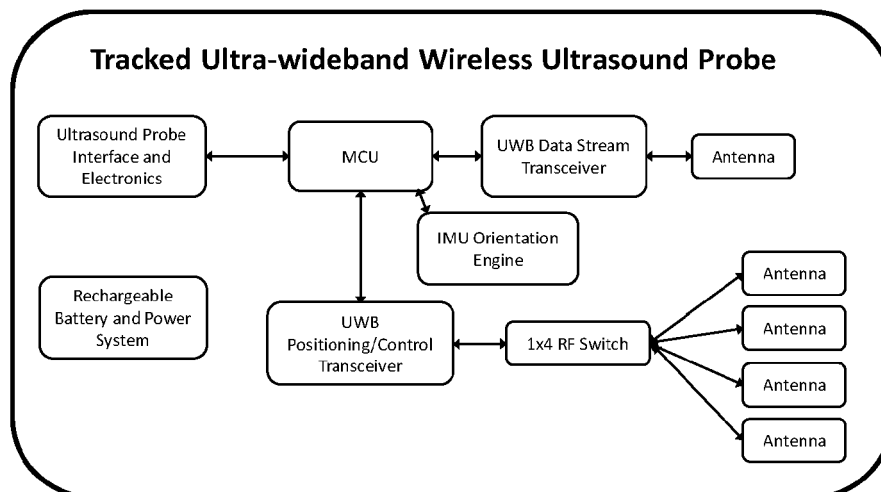 Tracked Ultra-wideband Wireless Ultrasound Probe
Ultrasound Probe
Interface and
Electronics
MCU
UWB Data Stream
Transceiver
Antenna
IMU Orientation
Engine
Rechargeable
Battery and Power
System
UWB
Positioning/Control
Transceiver
1x4 RF Switch
Antenna
Antenna
Antenna
Antenna